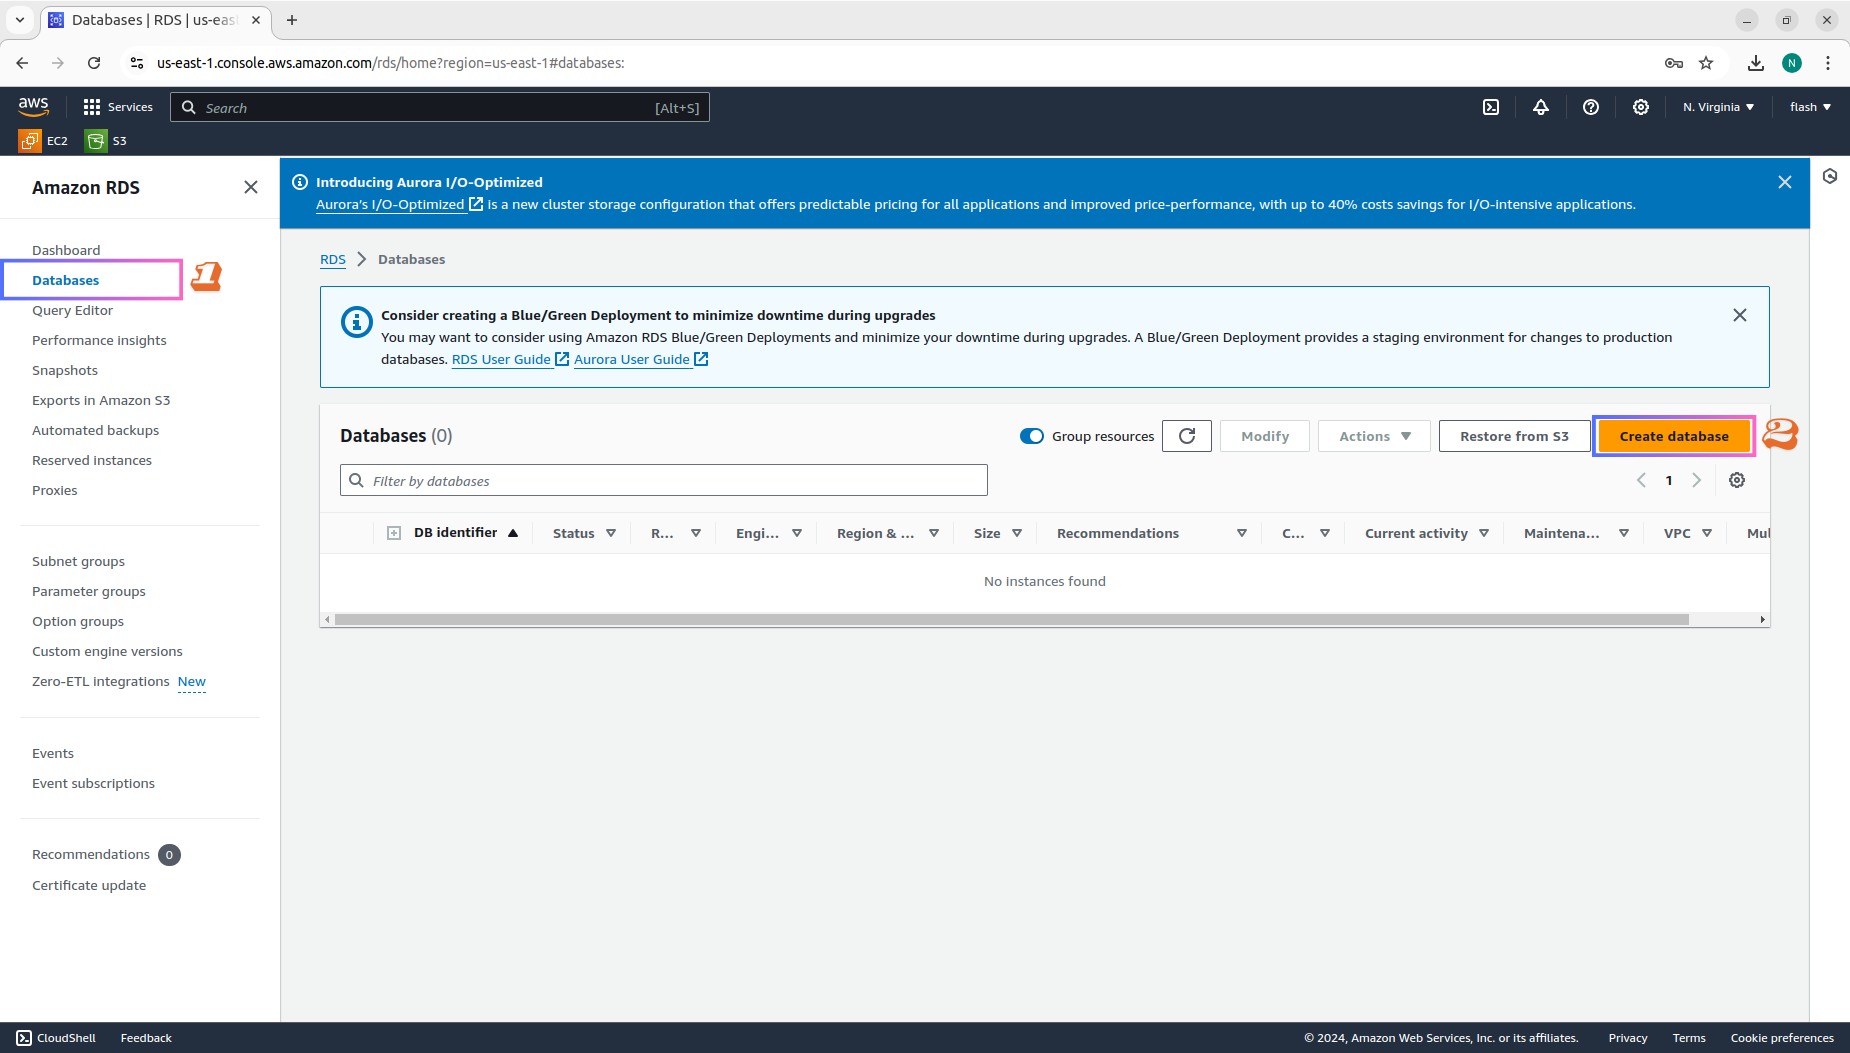 Databases | RDS | us-eas
us-east-1.console.aws.amazon.com/rds/home?region=us-east-1#databases:
N
aws
Services
Search
[Alt+S]
N. Virginia
flash
EC2
S3
Amazon RDS
Dashboard
Databases
1
Query Editor
Performance insights
Snapshots
Exports in Amazon S3
Automated backups
Reserved instances
Proxies
Subnet groups
Parameter groups
Option groups
Custom engine versions
Zero-ETL integrations New
Events
Event subscriptions
Recommendations 0
Certificate update
Introducing Aurora I/O-Optimized
Aurora's I/O-Optimized is a new cluster storage configuration that offers predictable pricing for all applications and improved price-performance, with up to 40% costs savings for I/O-intensive applications.
RDS > Databases
Consider creating a Blue/Green Deployment to minimize downtime during upgrades
You may want to consider using Amazon RDS Blue/Green Deployments and minimize your downtime during upgrades. A Blue/Green Deployment provides a staging environment for changes to production
databases. RDS User Guide Aurora User Guide
Databases (0)
Group resources
Modify
Actions
Restore from S3
Create database
2
Filter by databases
1
DB identifier
Status
R...
Engi...
Region & ...
Size
Recommendations
C...
Current activity
Maintena...
VPC
Mul
No instances found
CloudShell
Feedback
© 2024, Amazon Web Services, Inc. or its affiliates.
Privacy
Terms
Cookie preferences